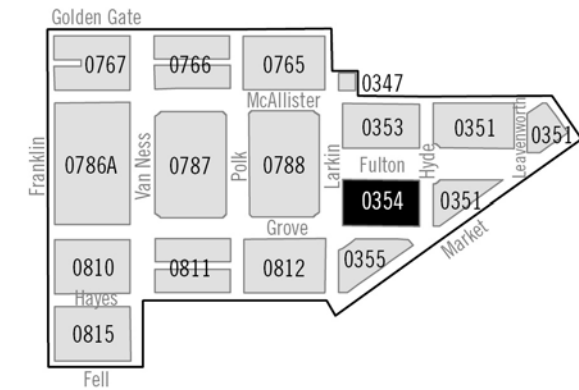 Golden Gate
0767
0766
0765
0347
McAllister
0353
0351
Leavenworth
0351
Franklin
0786A
Van Ness
0787
Polk
0788
Larkin
Fulton
Hyde
0354
0351
Market
Grove
0810
0811
0812
0355
Hayes
0815
Fell